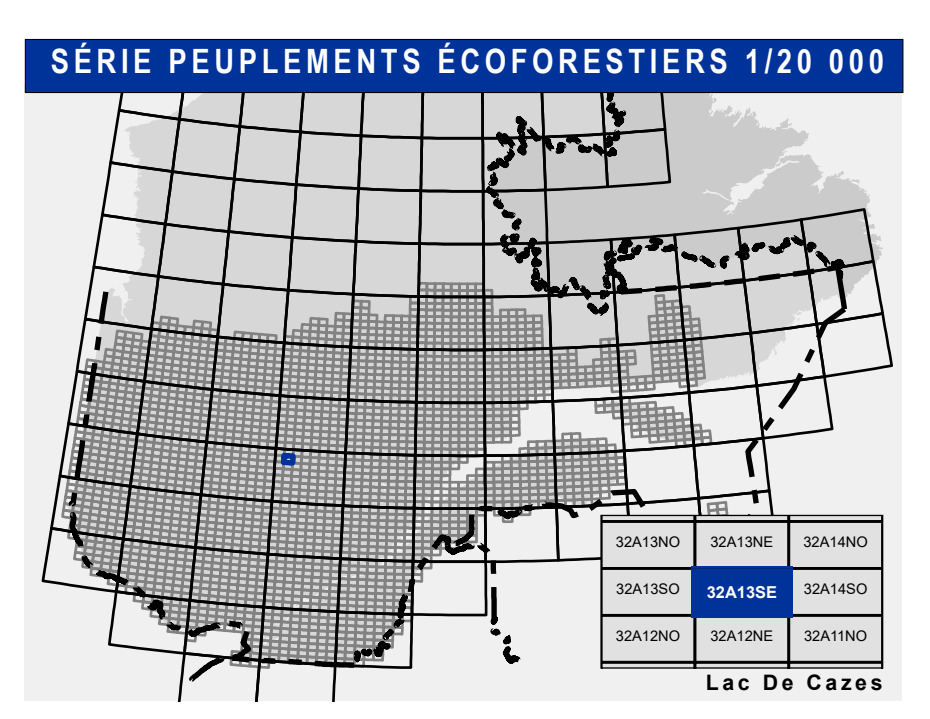 SÉRIE PEUPLEMENTS ÉCOFORESTIERS 1/20 000
32A13NO 32A13NE 32A14NO
32A13SO 32A13SE 32A14SO
32A12NO 32A12NE 32A11NO
Lac De Cazes